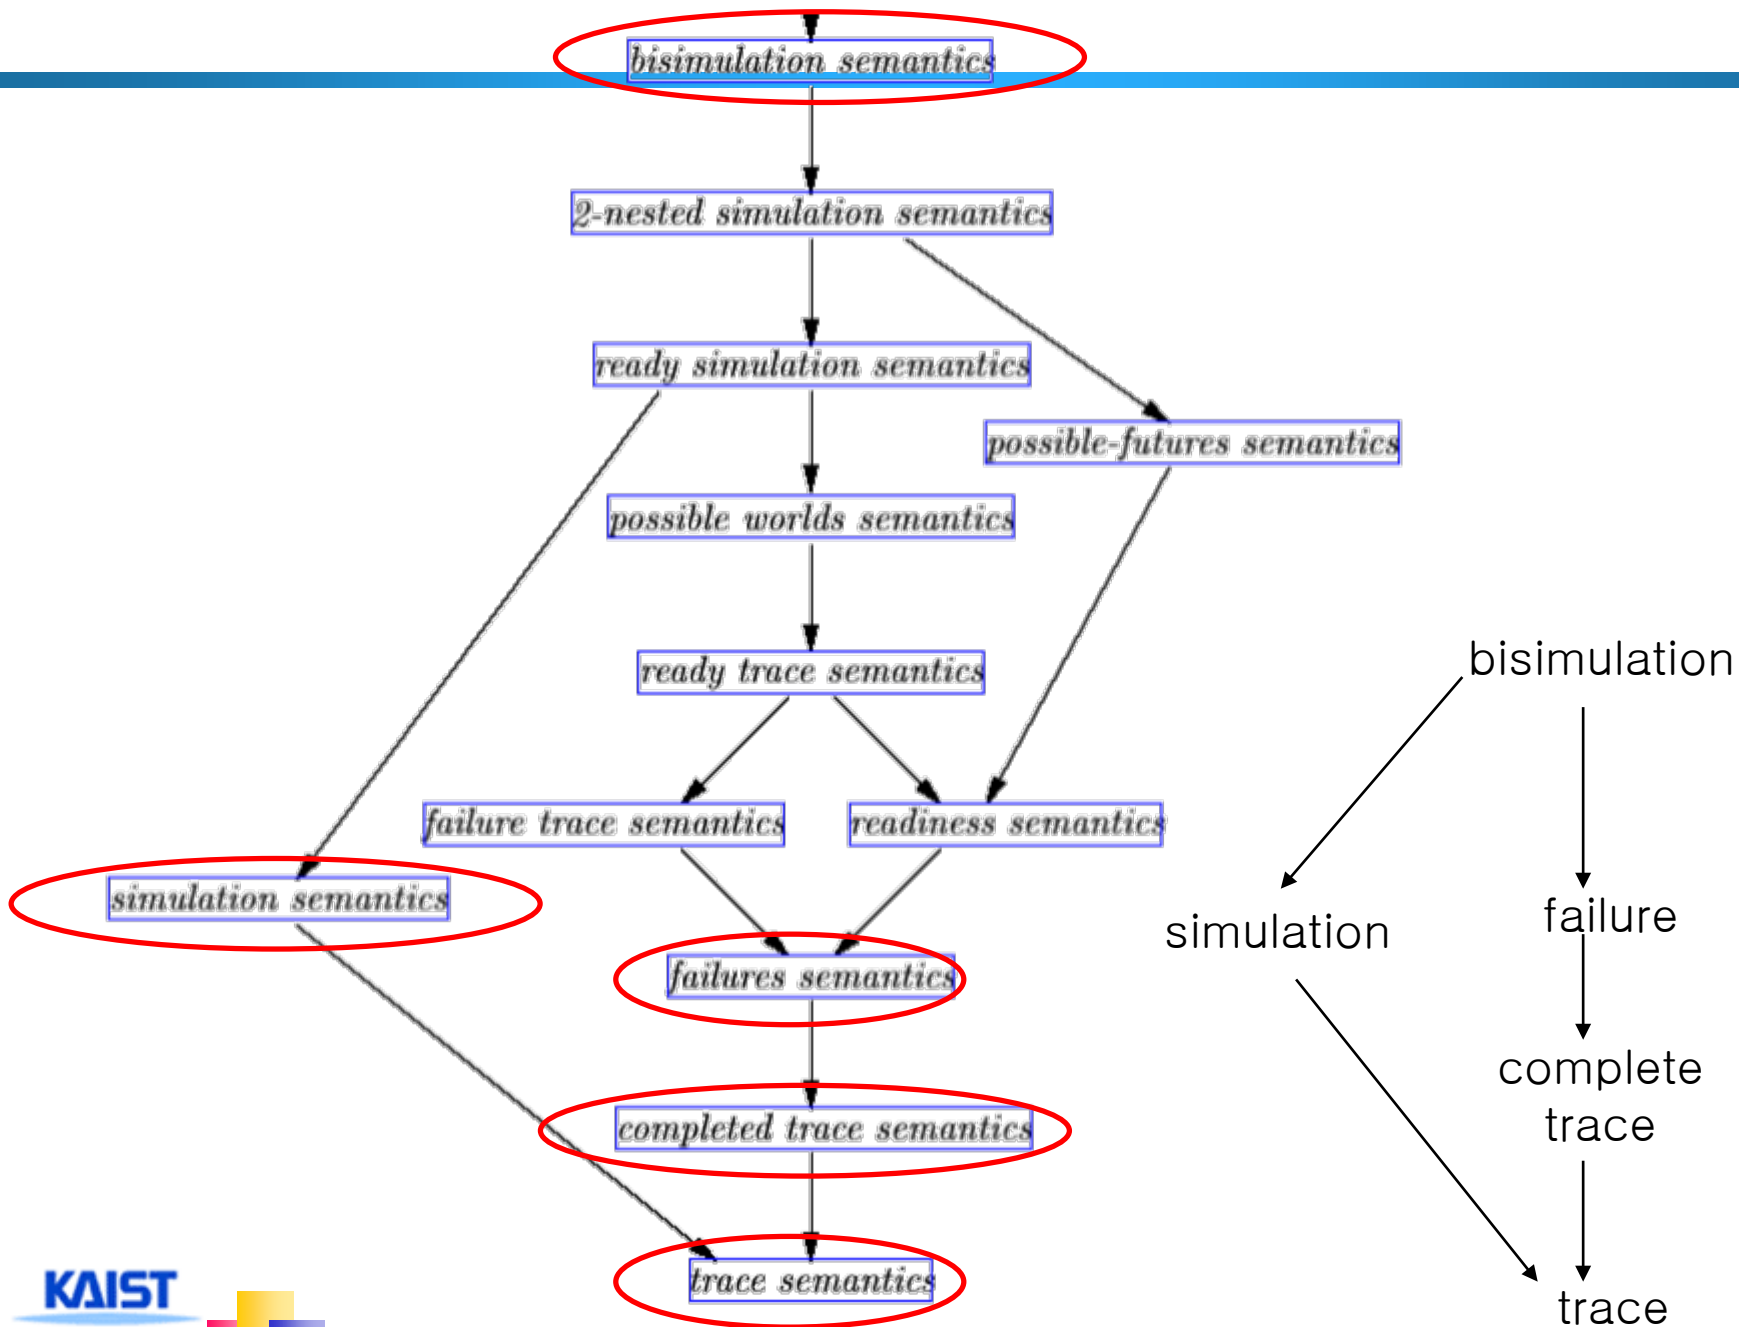 bisimulation semantics
2-nested simulation semantics
ready simulation semantics
possible-futures semantics
possible worlds semantics
ready trace semantics
failure trace semantics
readiness semantics
simulation semantics
failures semantics
completed trace semantics
trace semantics
bisimulation
simulation
failure
complete
trace
trace
KAIST